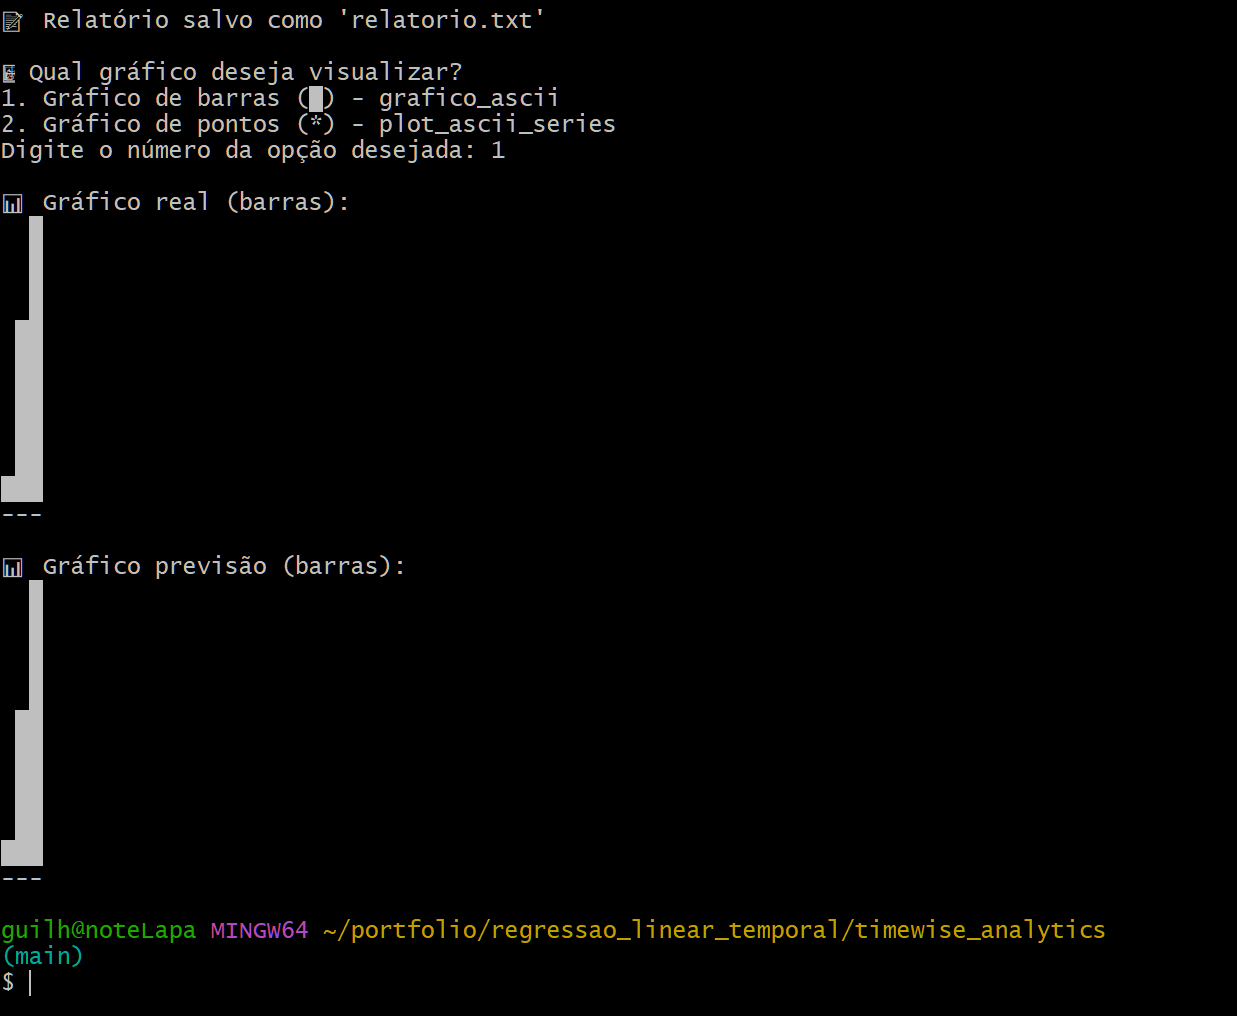 Relatório salvo como 'relatorio.txt'
Qual gráfico deseja visualizar?
1. Gráfico de barras (█) - grafico_ascii
2. Gráfico de pontos (*) - plot_ascii_series
Digite o número da opção desejada: 1
Gráfico real (barras):
---
Gráfico previsão (barras):
---
guilh@noteLapa MINGW64 ~/portfolio/regressao_linear_temporal/timewise_analytics
(main)
$